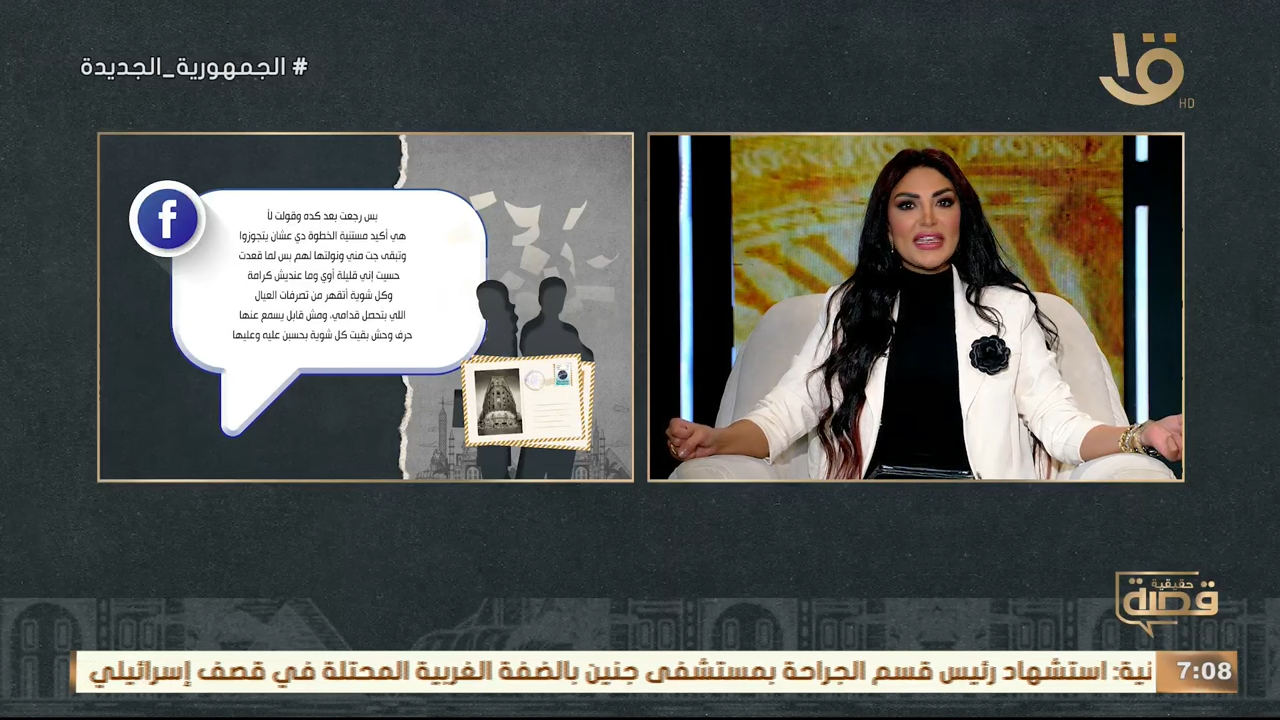 # الجمهورية_الجديدة
HD
f
بس رجعت بعد كده وقولت لأ
هي أكيد مستنية الخطوة دي عشان يتجوزوا
وتبقى جت مني ونولتها لهم بس لما قعدت
حسيت إني قليلة أوي وما عنديش كرامة
وكل شوية أتقهر من تصرفات العيال
اللي بتحصل قدامي، ومش قابل يسمع عنها
حرف وحش بقيت كل شوية بحسبن عليه وعليها
قصة
حقيقية
7:08
نية: استشهاد رئيس قسم الجراحة بمستشفى جنين بالضفة الغربية المحتلة في قصف إسرائيلي